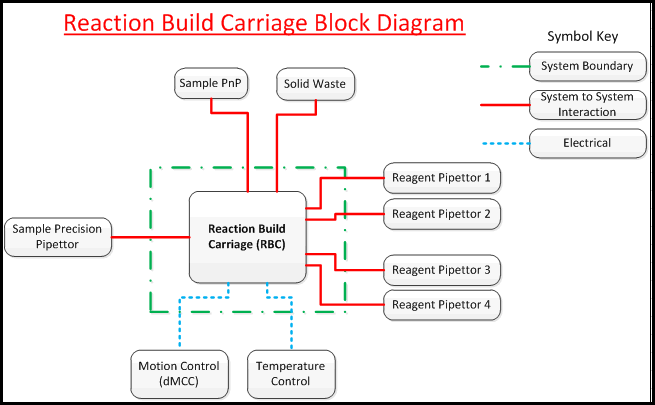 Reaction Build Carriage Block Diagram
Symbol Key
System Boundary
System to System
Interaction
Electrical
Sample PnP
Solid Waste
Reagent Pipettor 1
Reagent Pipettor 2
Reaction Build
Carriage (RBC)
Sample Precision
Pipettor
Reagent Pipettor 3
Reagent Pipettor 4
Motion Control
(dMCC)
Temperature
Control